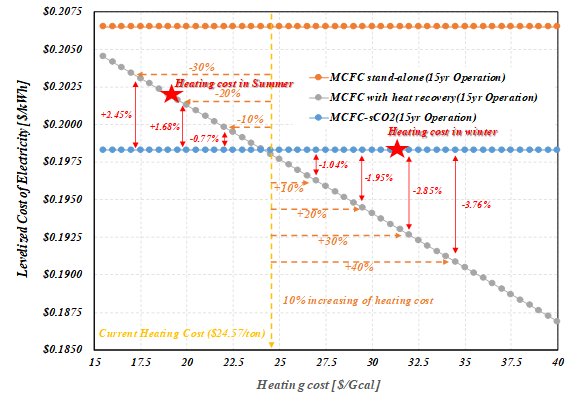 $0.2075
$0.2050
$0.2025
$0.2000
$0.1975
$0.1950
$0.1925
$0.1900
$0.1875
$0.1850
Levelized Cost of Electricity [$/kWh]
MCFC stand-alone(15yr Operation)
MCFC with heat recovery(15yr Operation)
MCFC-sCO2(15yr Operation)
-30%
Heating cost in Summer
-20%
-10%
+2.45%
+1.68%
-0.77%
Heating cost in winter
-1.04%
-1.95%
-2.85%
-3.76%
+10%
+20%
+30%
+40%
10% increasing of heating cost
Current Heating Cost ($24.57/ton)
15 17.5 20 22.5 25 27.5 30 32.5 35 37.5 40
Heating cost [$/Gcal]